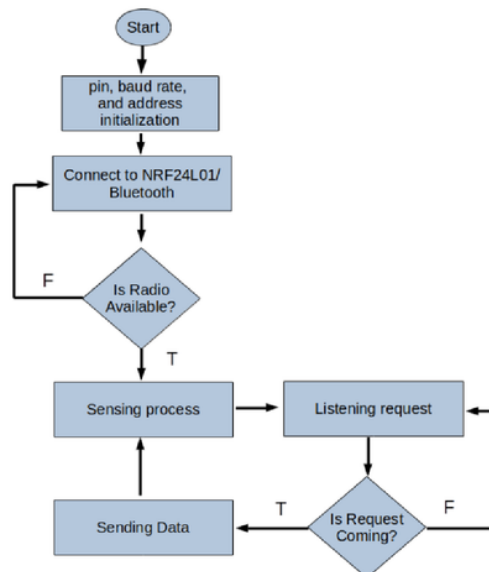 Start
pin, baud rate,
and address
initialization
Connect to NRF24L01/
Bluetooth
F
Is Radio
Available?
T
Sensing process
Listening request
Sending Data
T
Is Request
Coming?
F